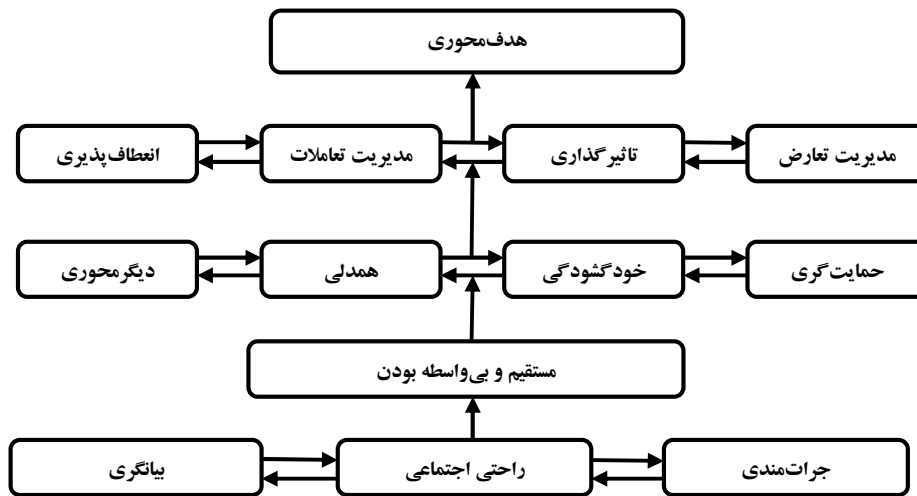 هدف‌محوری
مدیریت تعارض
تاثیرگذاری
مدیریت تعاملات
انعطاف‌پذیری
حمایت‌گری
خودگشودگی
همدلی
دیگرمحوری
مستقیم و بی‌واسطه بودن
جرات‌مندی
راحتی اجتماعی
بیانگری